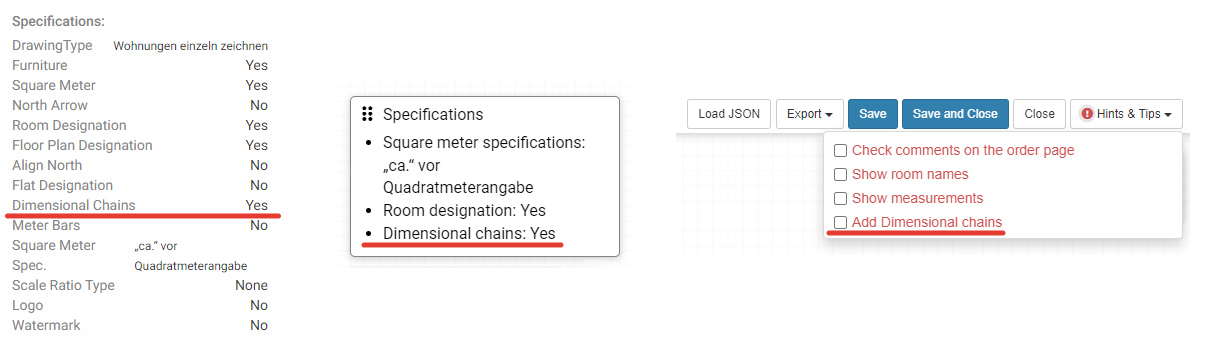 Specifications:
DrawingType Wohnungen einzeln zeichnen
Furniture Yes
Square Meter Yes
North Arrow No
Room Designation Yes
Floor Plan Designation Yes
Align North No
Flat Designation No
Dimensional Chains Yes
Meter Bars No
Square Meter „ca.“ vor
Spec. Quadratmeterangabe
Scale Ratio Type None
Logo No
Watermark No
Specifications
• Square meter specifications:
„ca.“ vor
Quadratmeterangabe
• Room designation: Yes
• Dimensional chains: Yes
Load JSON Export Save Save and Close Close Hints & Tips
Check comments on the order page
Show room names
Show measurements
Add Dimensional chains